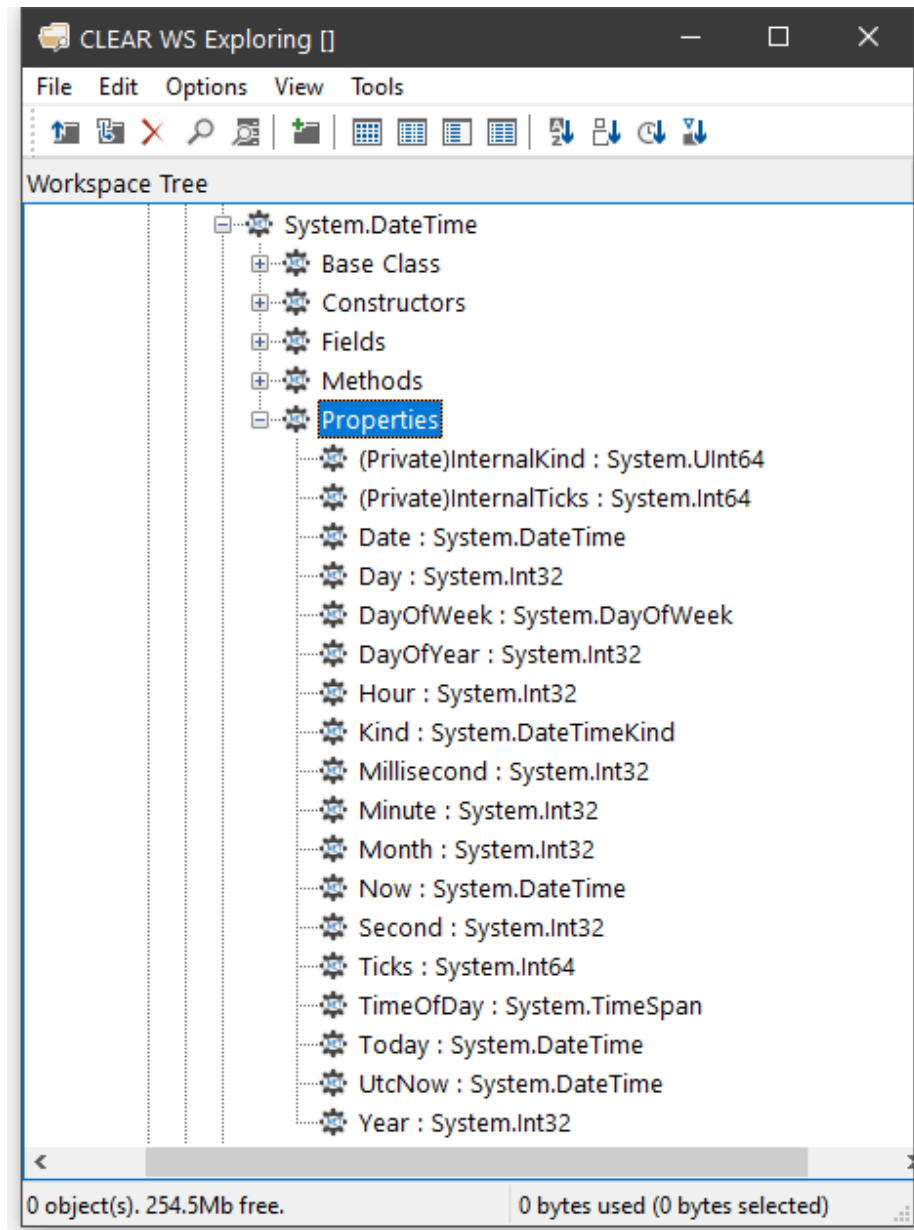 CLEAR WS Exploring []
File Edit Options View Tools
Workspace Tree
System.DateTime
Base Class
Constructors
Fields
Methods
Properties
(Private)InternalKind : System.UInt64
(Private)InternalTicks : System.Int64
Date : System.DateTime
Day : System.Int32
DayOfWeek : System.DayOfWeek
DayOfYear : System.Int32
Hour : System.Int32
Kind : System.DateTimeKind
Millisecond : System.Int32
Minute : System.Int32
Month : System.Int32
Now : System.DateTime
Second : System.Int32
Ticks : System.Int64
TimeOfDay : System.TimeSpan
Today : System.DateTime
UtcNow : System.DateTime
Year : System.Int32
0 object(s). 254.5Mb free. 0 bytes used (0 bytes selected)